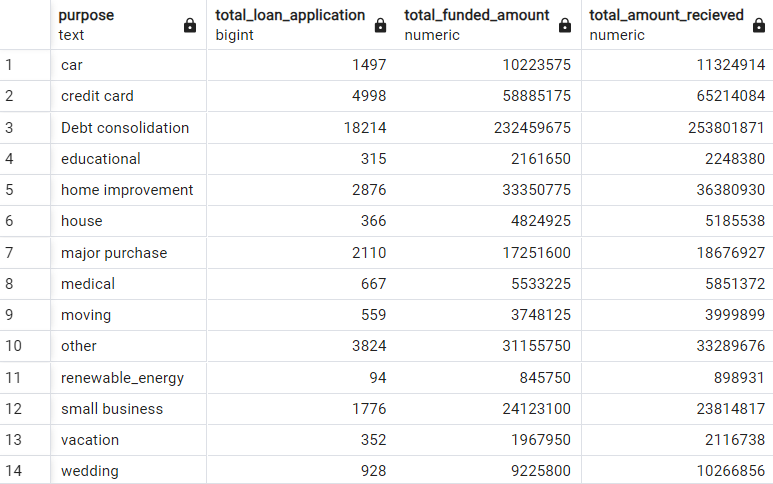 purpose total_loan_application total_funded_amount total_amount_recieved
text bigint numeric numeric
1 car 1497 10223575 11324914
2 credit card 4998 58885175 65214084
3 Debt consolidation 18214 232459675 253801871
4 educational 315 2161650 2248380
5 home improvement 2876 33350775 36380930
6 house 366 4824925 5185538
7 major purchase 2110 17251600 18676927
8 medical 667 5533225 5851372
9 moving 559 3748125 3999899
10 other 3824 31155750 33289676
11 renewable_energy 94 845750 898931
12 small business 1776 24123100 23814817
13 vacation 352 1967950 2116738
14 wedding 928 9225800 10266856